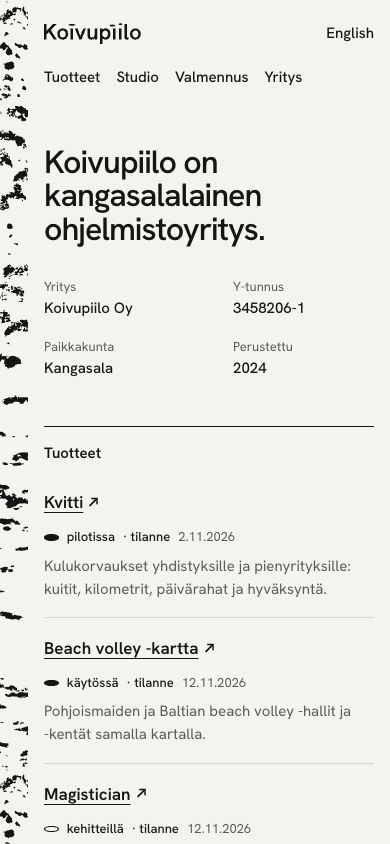 Koivupiilo
English
Tuotteet Studio Valmennus Yritys
Koivupiilo on
kangasalalainen
ohjelmistoyritys.
Yritys
Koivupiilo Oy
Y-tunnus
3458206-1
Paikkakunta
Kangasala
Perustettu
2024
Tuotteet
Kvitti ↗
pilotissa · tilanne 2.11.2026
Kulukorvaukset yhdistyksille ja pienyrityksille:
kuitit, kilometrit, päivärahat ja hyväksyntä.
Beach volley -kartta ↗
käytössä · tilanne 12.11.2026
Pohjoismaiden ja Baltian beach volley -hallit ja
-kentät samalla kartalla.
Magistician ↗
kehitteillä · tilanne 12.11.2026